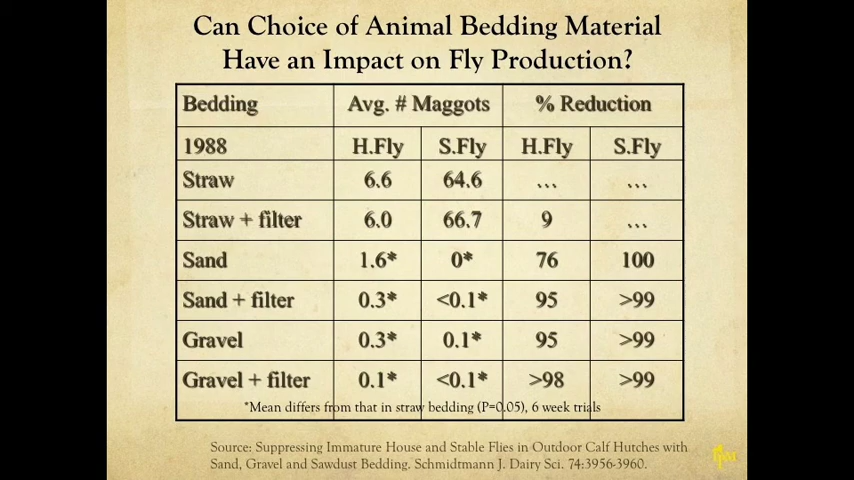 Can Choice of Animal Bedding Material
Have an Impact on Fly Production?
Bedding Avg. # Maggots % Reduction
1988 H.Fly S.Fly H.Fly S.Fly
Straw 6.6 64.6 … …
Straw + filter 6.0 66.7 9 …
Sand 1.6* 0* 76 100
Sand + filter 0.3* <0.1* 95 >99
Gravel 0.3* 0.1* 95 >99
Gravel + filter 0.1* <0.1* >98 >99
*Mean differs from that in straw bedding (P=0.05), 6 week trials
Source: Suppressing Immature House and Stable Flies in Outdoor Calf Hutches with
Sand, Gravel and Sawdust Bedding. Schmidtmann J. Dairy Sci. 74:3956-3960.